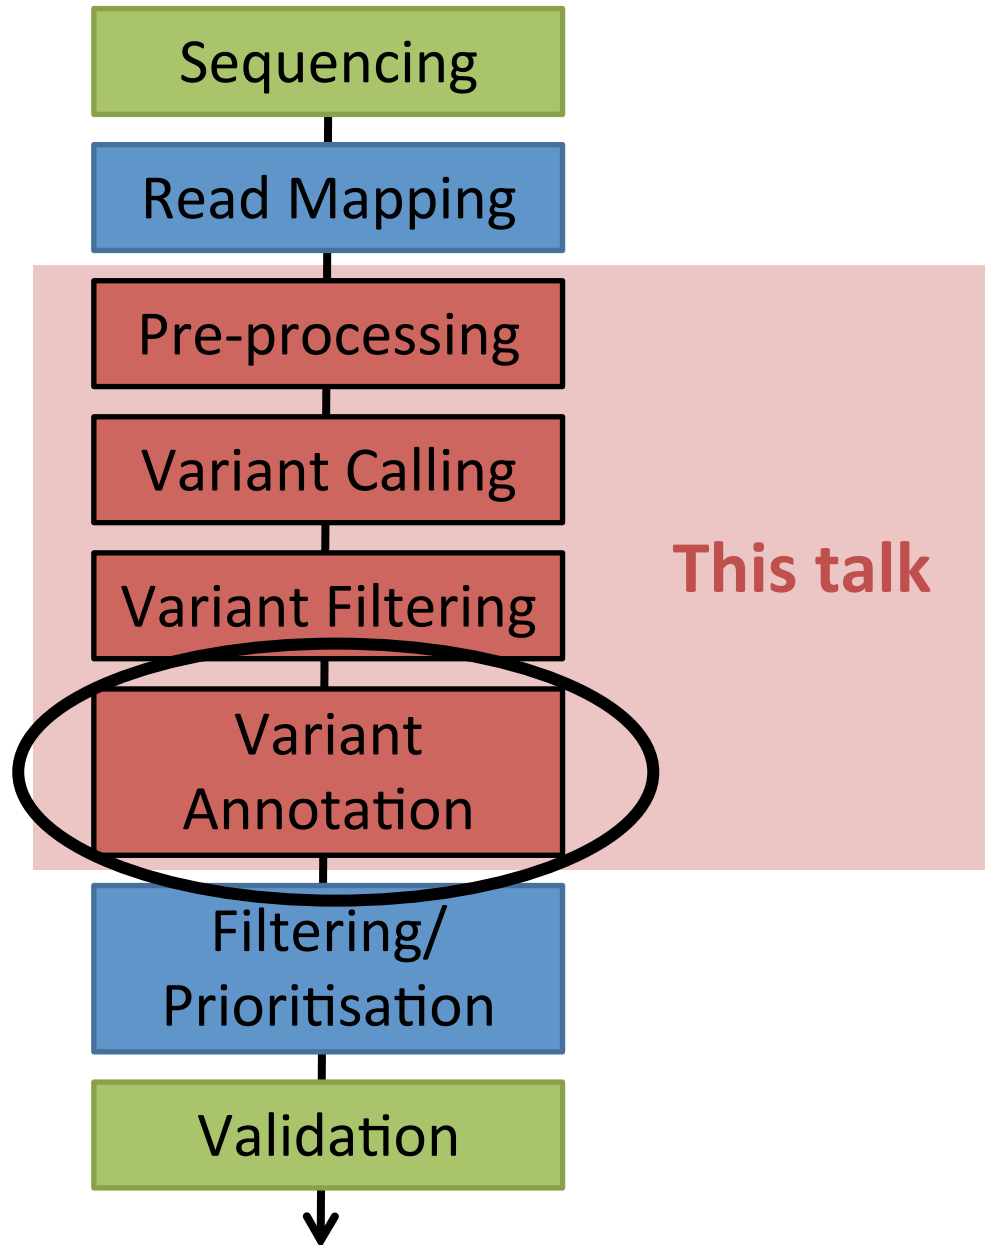 Sequencing
Read Mapping
Pre-processing
Variant Calling
This talk
Variant Filtering
Variant
Annotation
Filtering/
Prioritisation
Validation